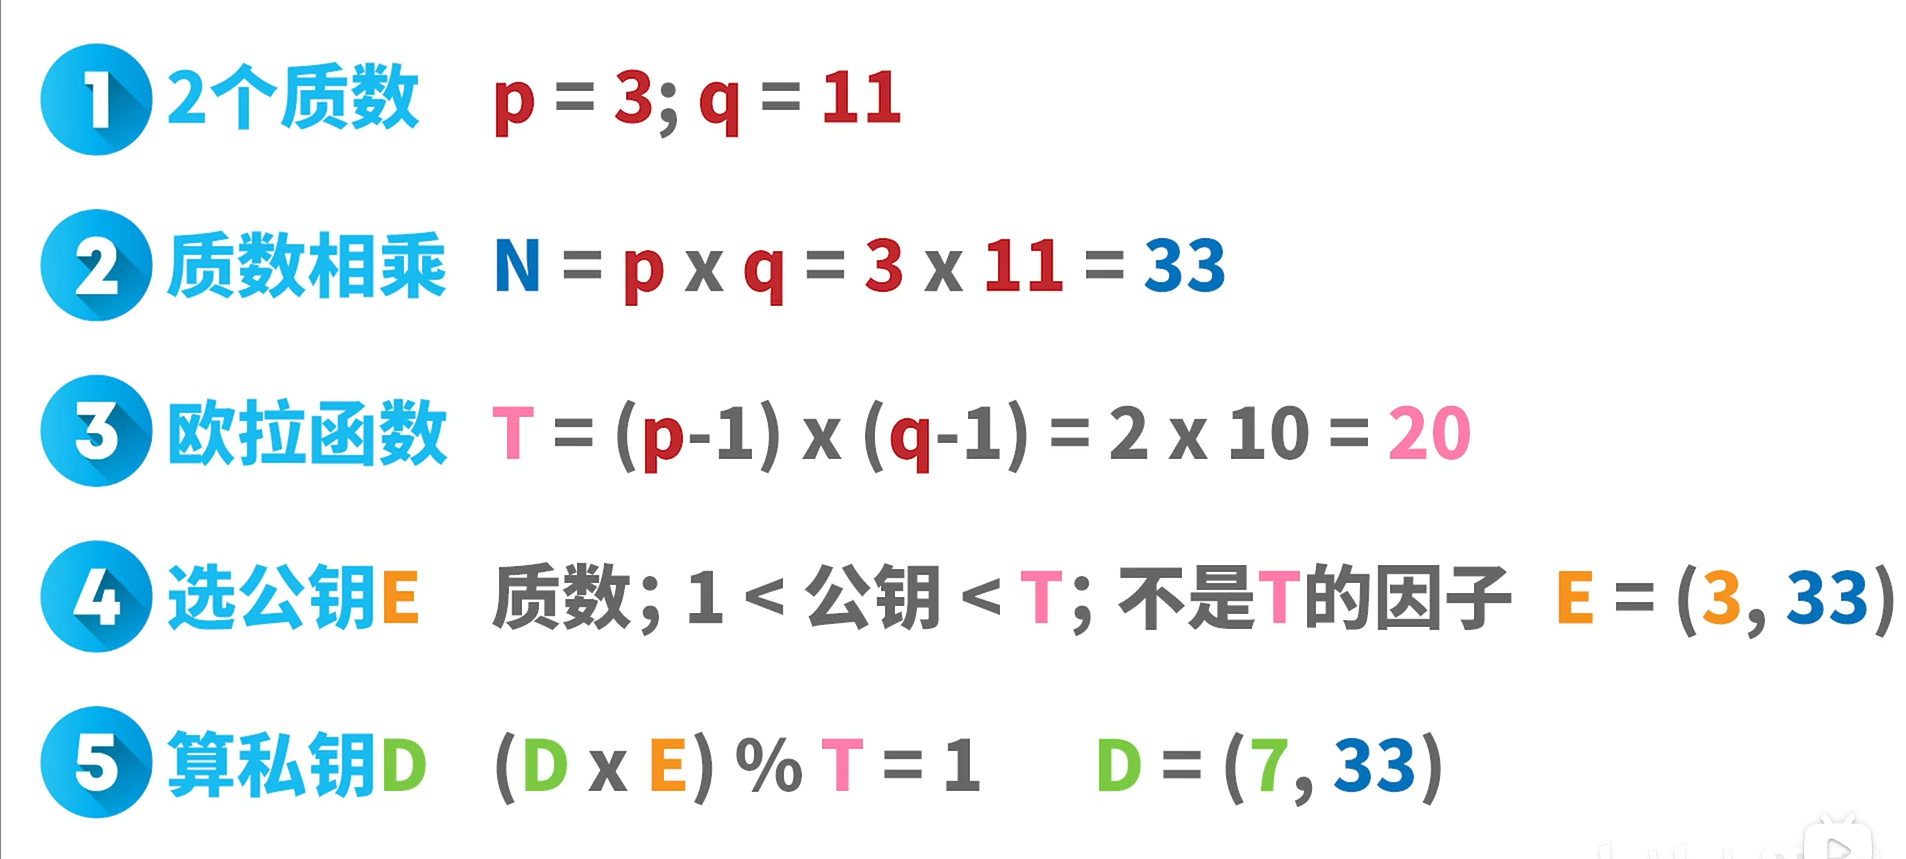 1 2个质数 p = 3; q = 11
2 质数相乘 N = p x q = 3 x 11 = 33
3 欧拉函数 T = (p-1) x (q-1) = 2 x 10 = 20
4 选公钥E 质数; 1 < 公钥 < T; 不是T的因子 E = (3, 33)
5 算私钥D (D x E) % T = 1 D = (7, 33)